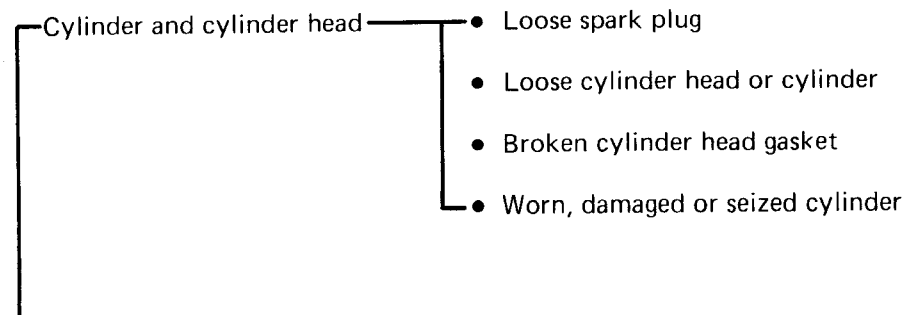 Cylinder and cylinder head
• Loose spark plug
• Loose cylinder head or cylinder
• Broken cylinder head gasket
• Worn, damaged or seized cylinder